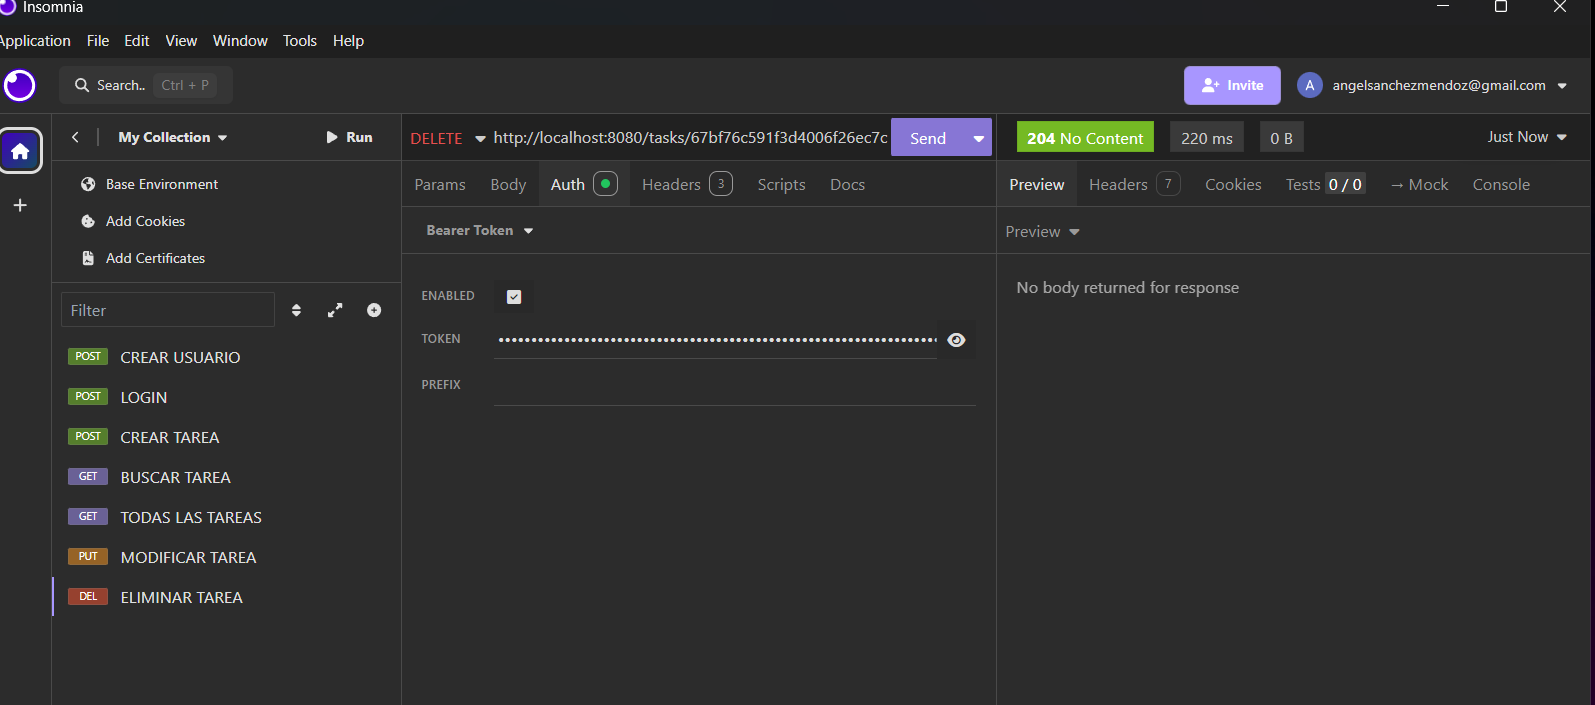 Insomnia
Application File Edit View Window Tools Help
Search.. Ctrl + P
Invite
A angelsanchezmendoz@gmail.com
My Collection
Run
DELETE http://localhost:8080/tasks/67bf76c591f3d4006f26ec7c
Send
204 No Content
220 ms
0 B
Just Now
Base Environment
Add Cookies
Add Certificates
Filter
POST CREAR USUARIO
POST LOGIN
POST CREAR TAREA
GET BUSCAR TAREA
GET TODAS LAS TAREAS
PUT MODIFICAR TAREA
DEL ELIMINAR TAREA
Params Body Auth Headers 3 Scripts Docs
Bearer Token
ENABLED
TOKEN
PREFIX
Preview Headers 7 Cookies Tests 0 / 0 → Mock Console
Preview
No body returned for response